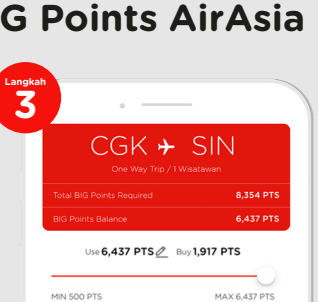 G Points AirAsia
Langkah
3
CGK ✈ SIN
One Way Trip / 1 Wisatawan
Total BIG Points Required 8,354 PTS
BIG Points Balance 6,437 PTS
Use 6,437 PTS Buy 1,917 PTS
MIN 500 PTS MAX 6,437 PTS